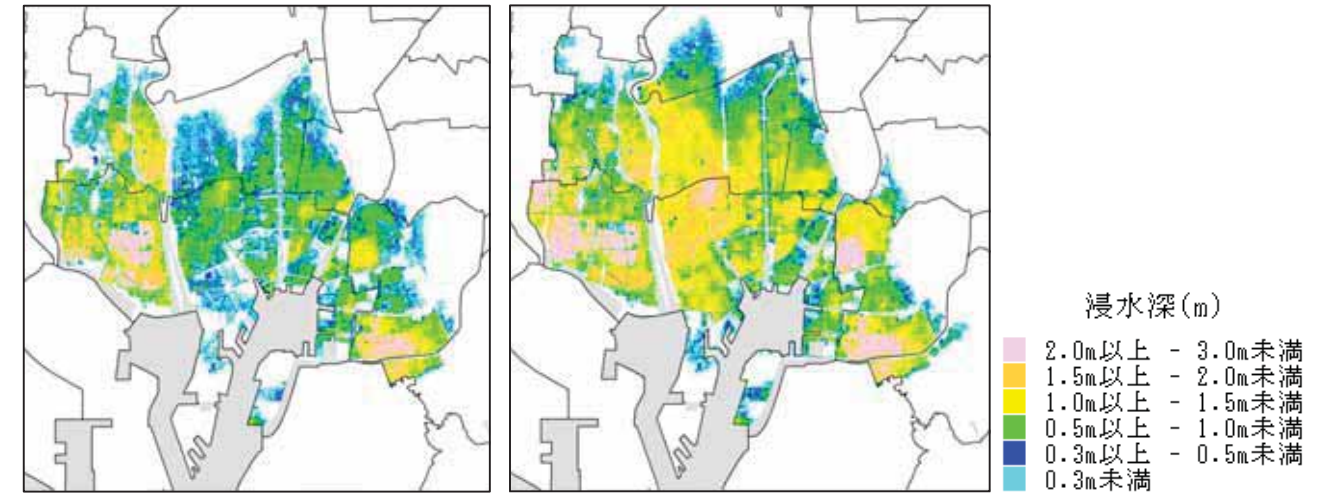 浸水深(m)
2.0m以上 - 3.0m未満
1.5m以上 - 2.0m未満
1.0m以上 - 1.5m未満
0.5m以上 - 1.0m未満
0.3m以上 - 0.5m未満
0.3m未満